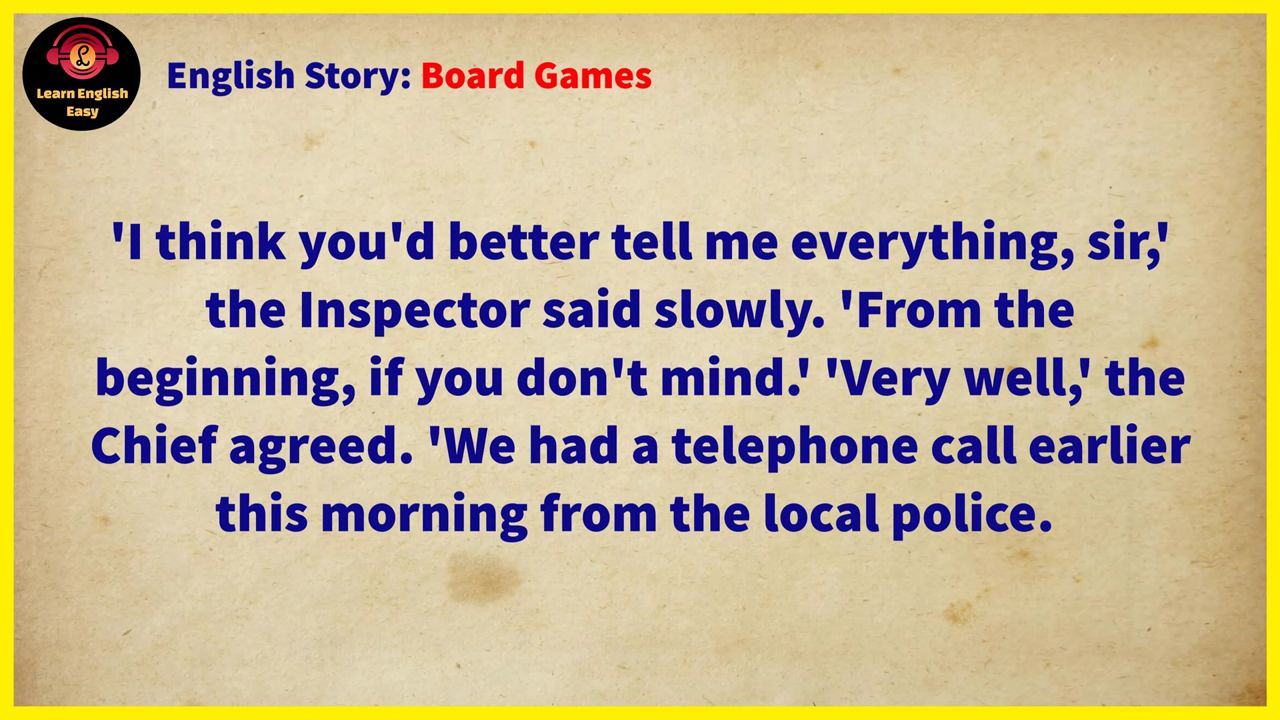 Learn English
Easy
English Story: Board Games
'I think you'd better tell me everything, sir,'
the Inspector said slowly. 'From the
beginning, if you don't mind.' 'Very well,' the
Chief agreed. 'We had a telephone call earlier
this morning from the local police.